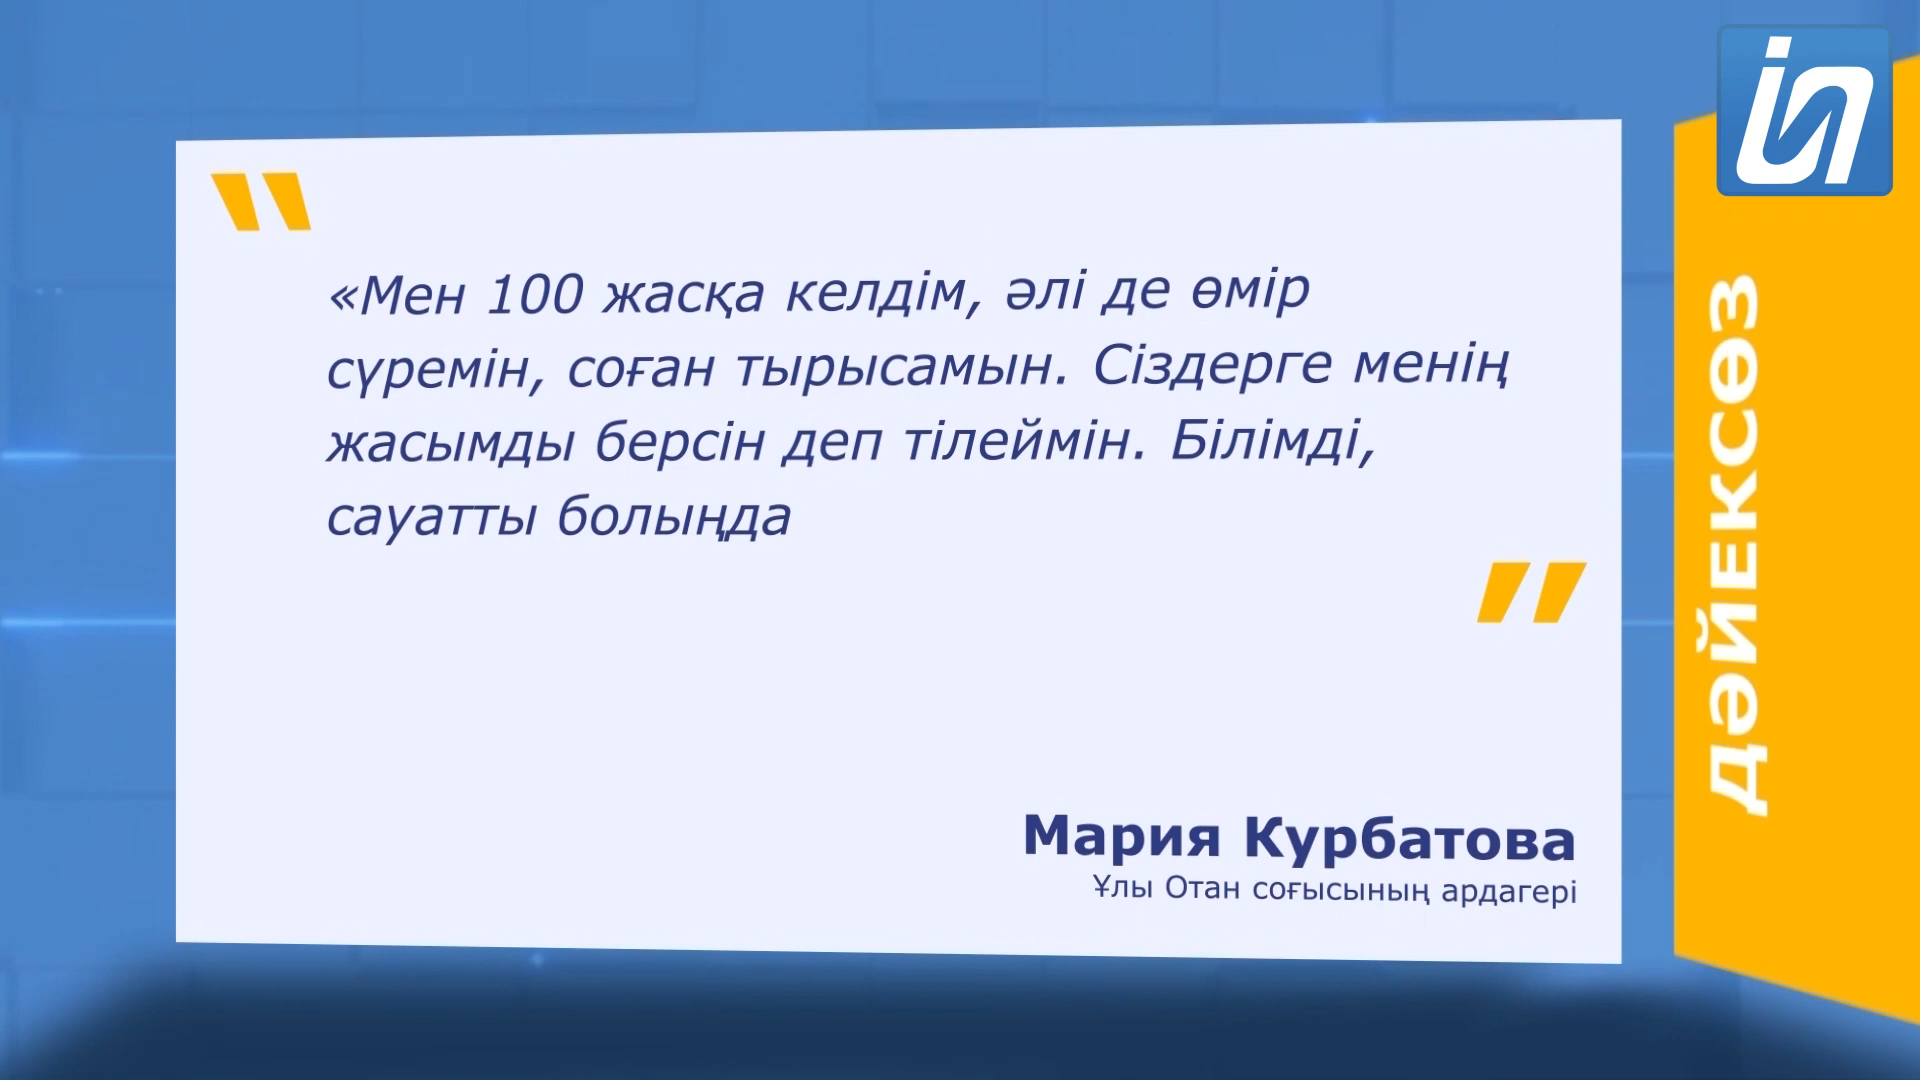 «Мен 100 жасқа келдім, әлі де өмір
сүремін, соған тырысамын. Сіздерге менің
жасымды берсін деп тілеймін. Білімді,
сауатты болыңда
Мария Курбатова
Ұлы Отан соғысының ардагері
ДӘЙЕКСӨЗ